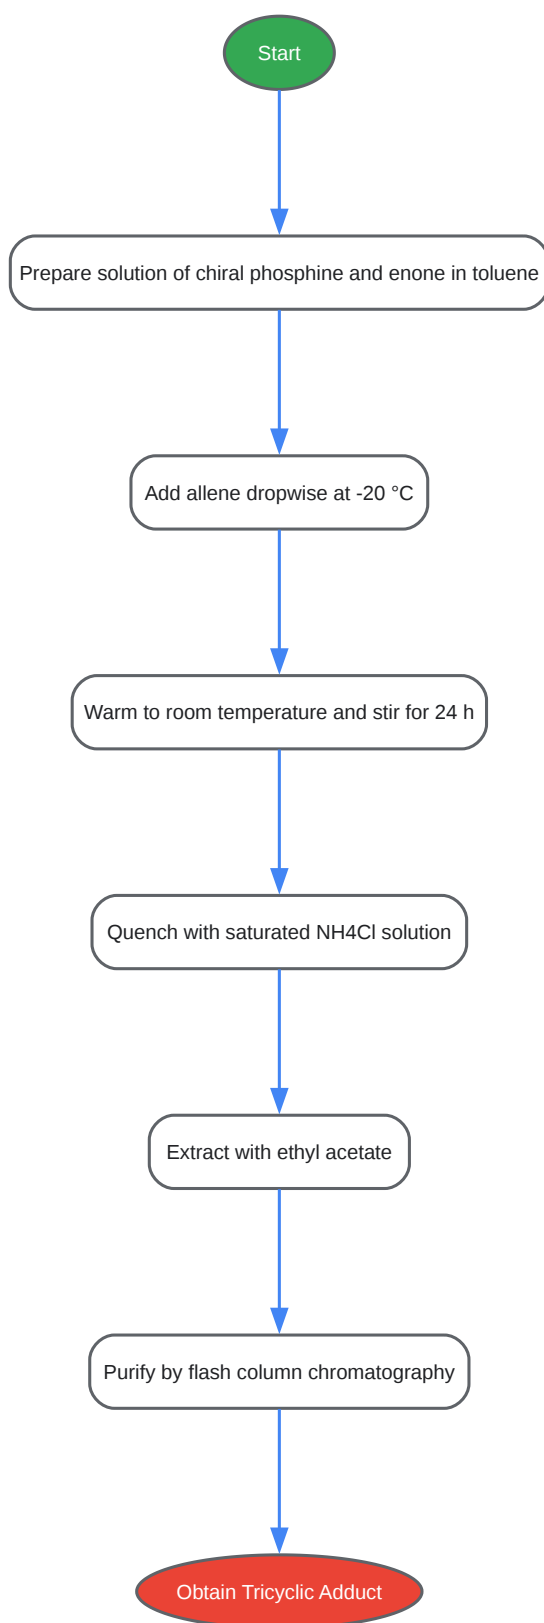 Start
Prepare solution of chiral phosphine and enone in toluene
Add allene dropwise at -20 °C
Warm to room temperature and stir for 24 h
Quench with saturated NH4Cl solution
Extract with ethyl acetate
Purify by flash column chromatography
Obtain Tricyclic Adduct